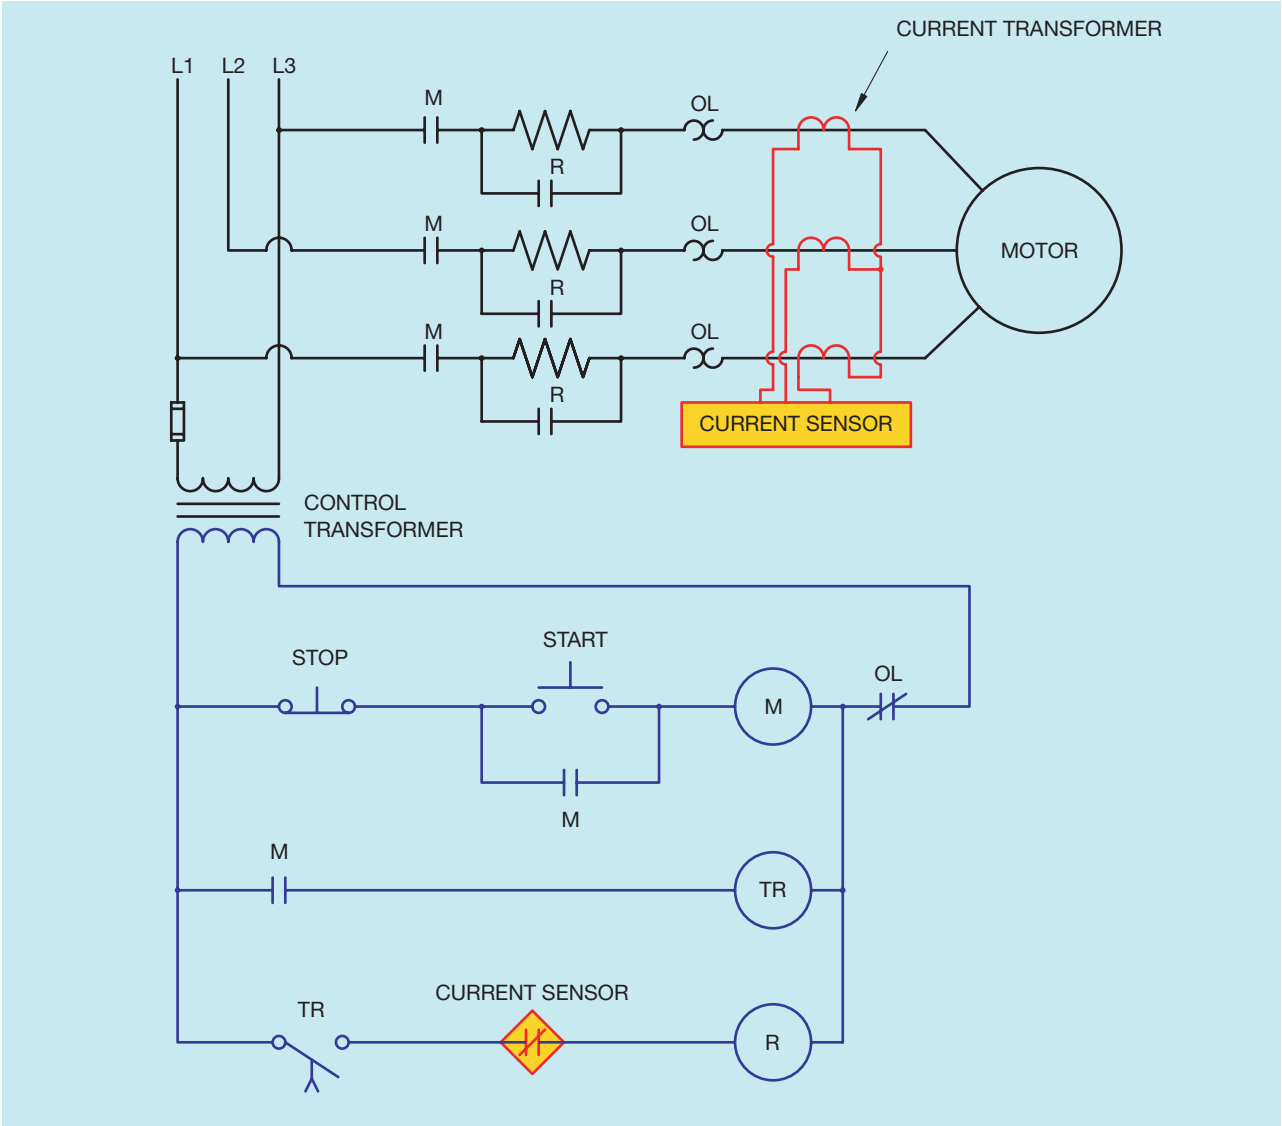 CURRENT TRANSFORMER
L1 L2 L3
M
OL
R
MOTOR
M
OL
R
M
OL
R
CURRENT SENSOR
CONTROL
TRANSFORMER
START
STOP
OL
M
M
M
TR
CURRENT SENSOR
TR
R